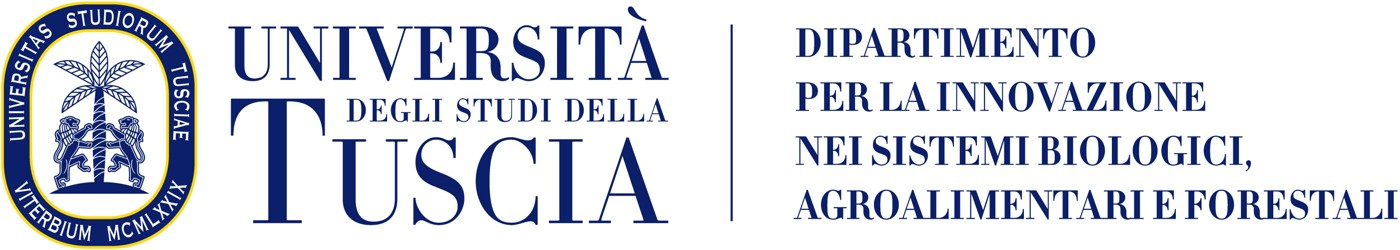 UNIVERSITAS STUDIORUM TUSCIAE
VITERBIUM MCMLXXIX
UNIVERSITÀ
DEGLI STUDI DELLA
TUSCIA
DIPARTIMENTO
PER LA INNOVAZIONE
NEI SISTEMI BIOLOGICI,
AGROALIMENTARI E FORESTALI